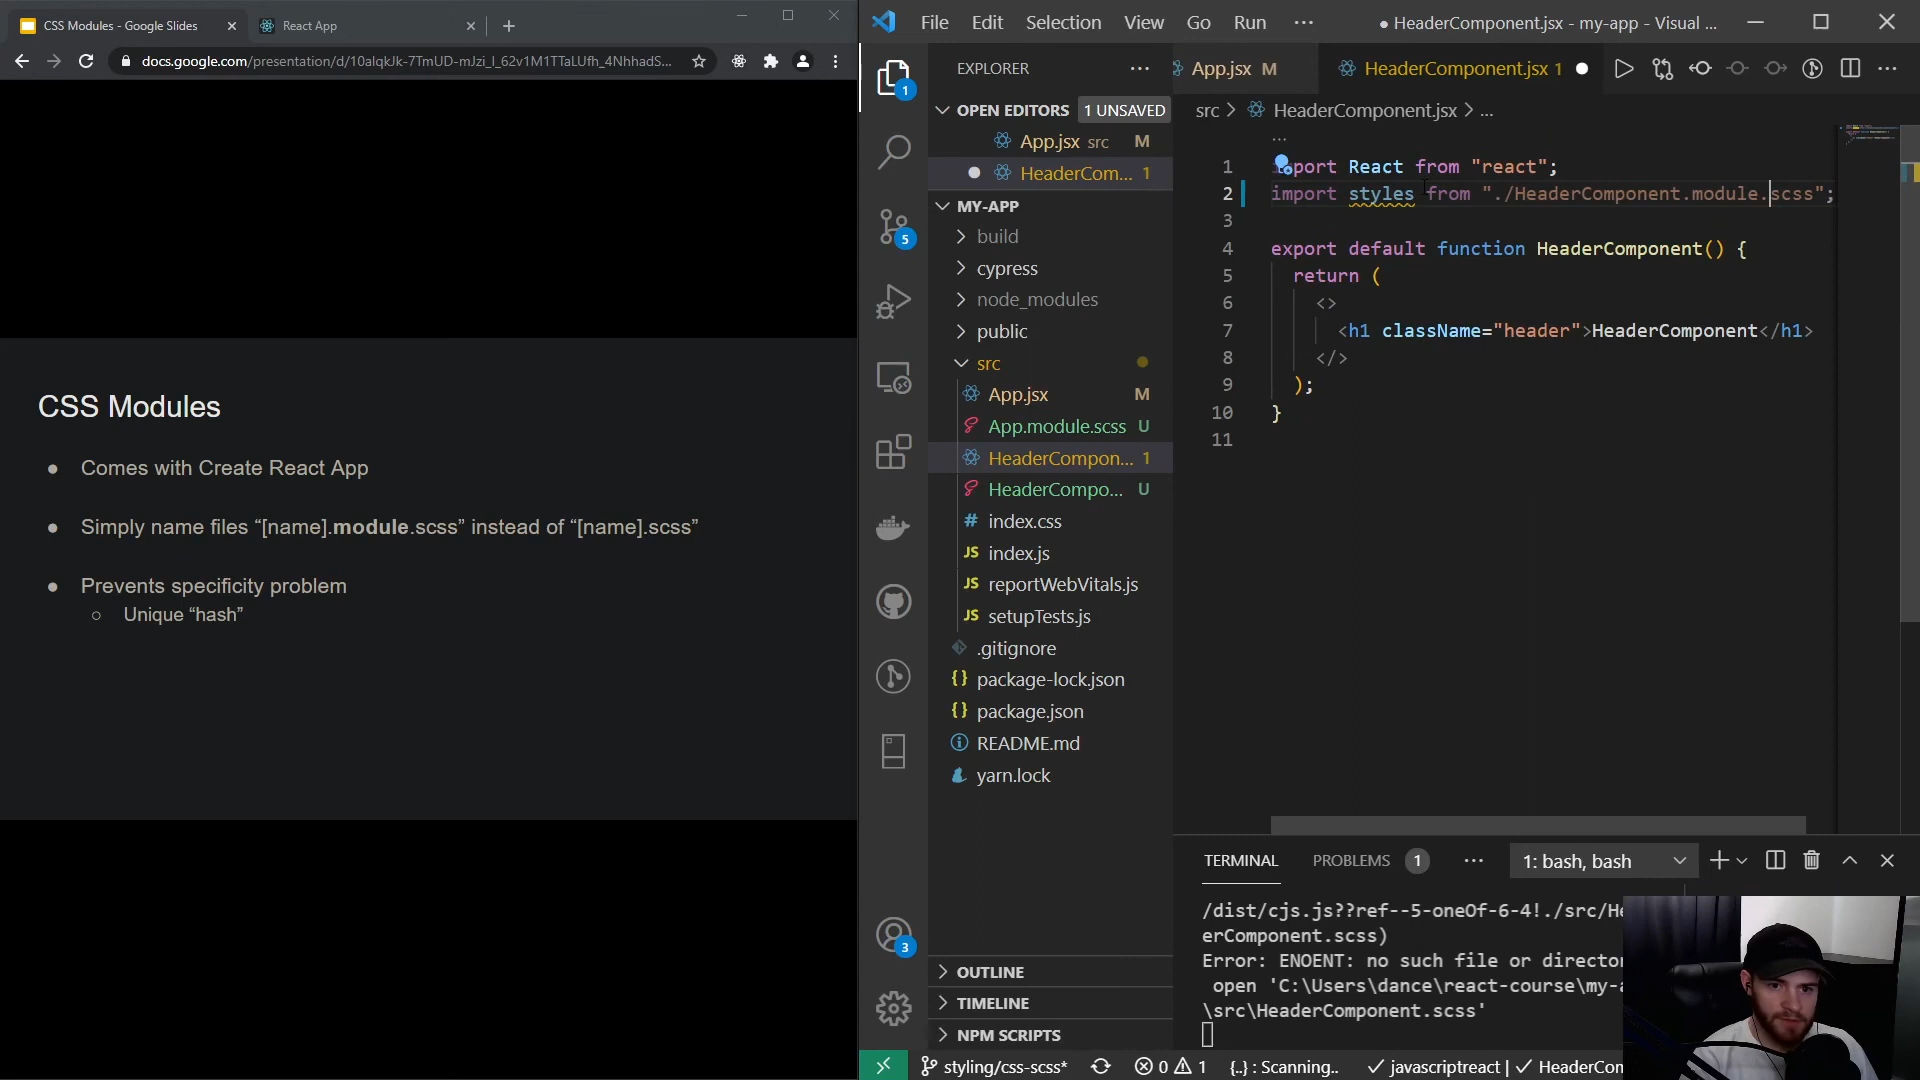 CSS Modules - Google Slides
React App
docs.google.com/presentation/d/10alqkJk-7TmUD-mJzi_I_62v1M1TTaLUfh_4NhhadS...
CSS Modules
Comes with Create React App
Simply name files “[name].module.scss” instead of “[name].scss”
Prevents specificity problem
Unique “hash”
File Edit Selection View Go Run ...
● HeaderComponent.jsx - my-app - Visual ...
EXPLORER
1
5
3
OPEN EDITORS 1 UNSAVED
App.jsx src M
HeaderCom... 1
MY-APP
build
cypress
node_modules
public
src
App.jsx M
App.module.scss U
HeaderCompon... 1
HeaderCompo... U
index.css
index.js
reportWebVitals.js
setupTests.js
.gitignore
package-lock.json
package.json
README.md
yarn.lock
OUTLINE
TIMELINE
NPM SCRIPTS
App.jsx M
HeaderComponent.jsx 1
src > HeaderComponent.jsx > ...
1 import React from "react";
2 import styles from "./HeaderComponent.module.scss";
3
4 export default function HeaderComponent() {
5 return (
6 <>
7 <h1 className="header">HeaderComponent</h1>
8 </>
9 );
10 }
11
TERMINAL PROBLEMS 1 ... 1: bash, bash
/dist/cjs.js??ref--5-oneOf-6-4!./src/He
erComponent.scss)
Error: ENOENT: no such file or director
open 'C:\Users\dance\react-course\my-a
\src\HeaderComponent.scss'
styling/css-scss* 0 1 {..} : Scanning.. ✓ javascriptreact | ✓ HeaderCon